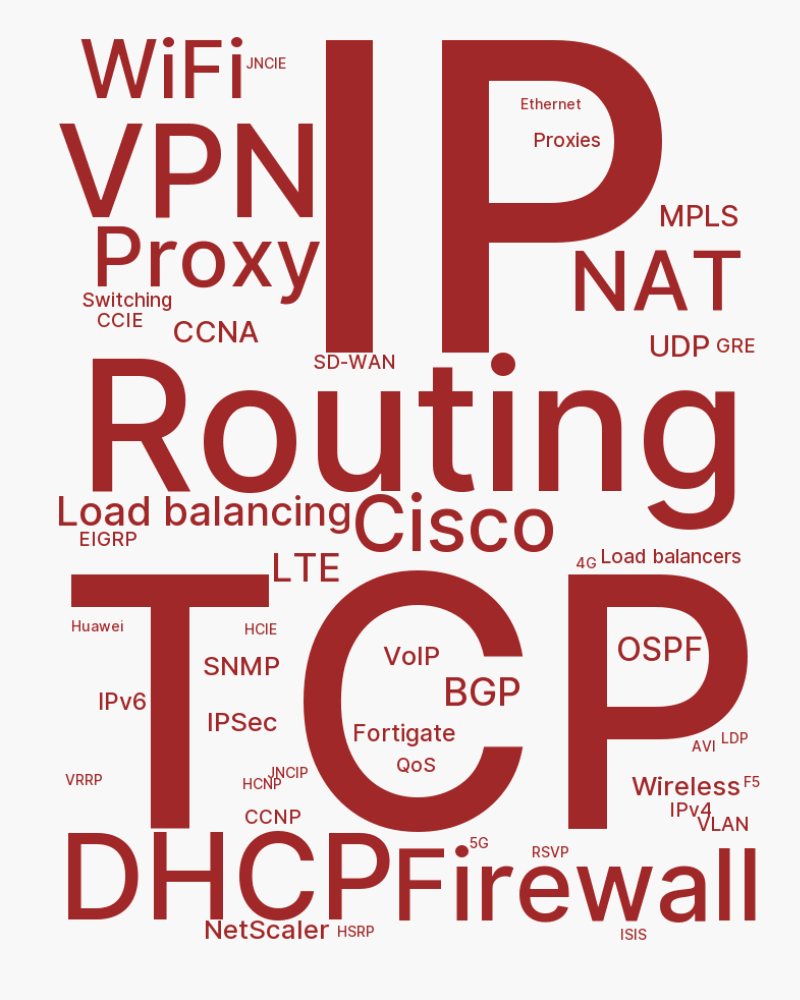 WiFi
JNCIE
IP
Ethernet
Proxies
VPN
MPLS
Proxy
NAT
Switching
CCIE
CCNA
UDP
GRE
SD-WAN
Routing
Load balancing
Cisco
EIGRP
LTE
4G
Load balancers
TCP
Huawei
HCIE
SNMP
VoIP
OSPF
IPv6
BGP
IPSec
Fortigate
AVI
LDP
QoS
VRRP
JNCIP
HCNP
Wireless
F5
IPv4
CCNP
VLAN
DHCP
5G
RSVP
Firewall
NetScaler
HSRP
ISIS